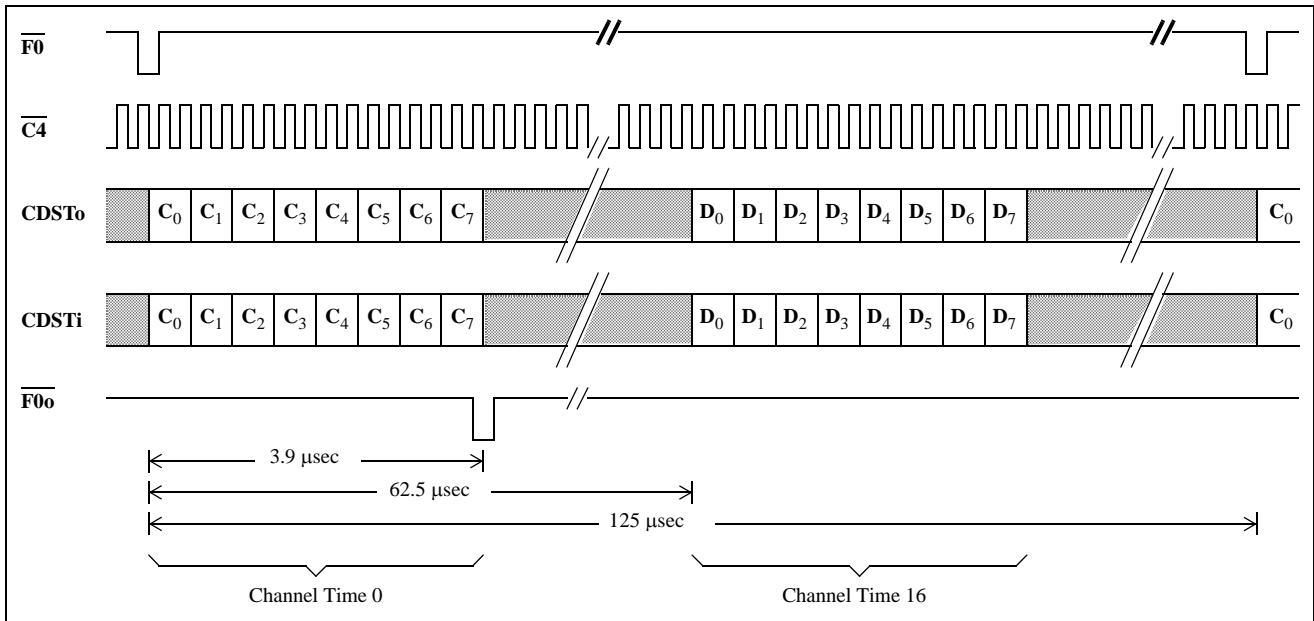 F0
C4
CDSTo C₀ C₁ C₂ C₃ C₄ C₅ C₆ C₇ D₀ D₁ D₂ D₃ D₄ D₅ D₆ D₇ C₀
CDSTi C₀ C₁ C₂ C₃ C₄ C₅ C₆ C₇ D₀ D₁ D₂ D₃ D₄ D₅ D₆ D₇ C₀
F0o
3.9 μsec
62.5 μsec
125 μsec
Channel Time 0 Channel Time 16